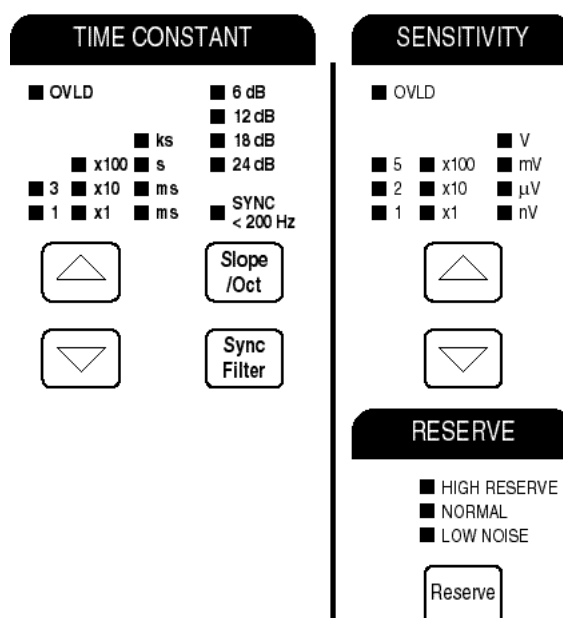 TIME CONSTANT
OVLD
6 dB
12 dB
ks
18 dB
x100 s
24 dB
3 x10 ms
1 x1 ms
SYNC
< 200 Hz
Slope
/Oct
Sync
Filter
SENSITIVITY
OVLD
V
5 x100 mV
2 x10 μV
1 x1 nV
RESERVE
HIGH RESERVE
NORMAL
LOW NOISE
Reserve